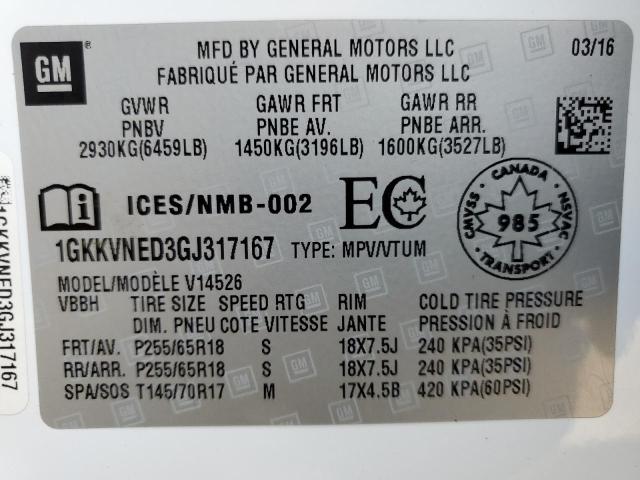 GM
MFD BY GENERAL MOTORS LLC 03/16
FABRIQUÉ PAR GENERAL MOTORS LLC
GVWR GAWR FRT GAWR RR
PNBV PNBE AV. PNBE ARR.
2930KG(6459LB) 1450KG(3196LB) 1600KG(3527LB)
i ICES/NMB-002 EC
CANADA CMVSS NSVAC 985 TRANSPORT
1GKKVNED3GJ317167 TYPE: MPV/VTUM
MODEL/MODÈLE V14526
VBBH TIRE SIZE SPEED RTG RIM COLD TIRE PRESSURE
DIM. PNEU COTE VITESSE JANTE PRESSION À FROID
FRT/AV. P255/65R18 S 18X7.5J 240 KPA(35PSI)
RR/ARR. P255/65R18 S 18X7.5J 240 KPA(35PSI)
SPA/SOS T145/70R17 M 17X4.5B 420 KPA(60PSI)
1GKKVNED3GJ317167